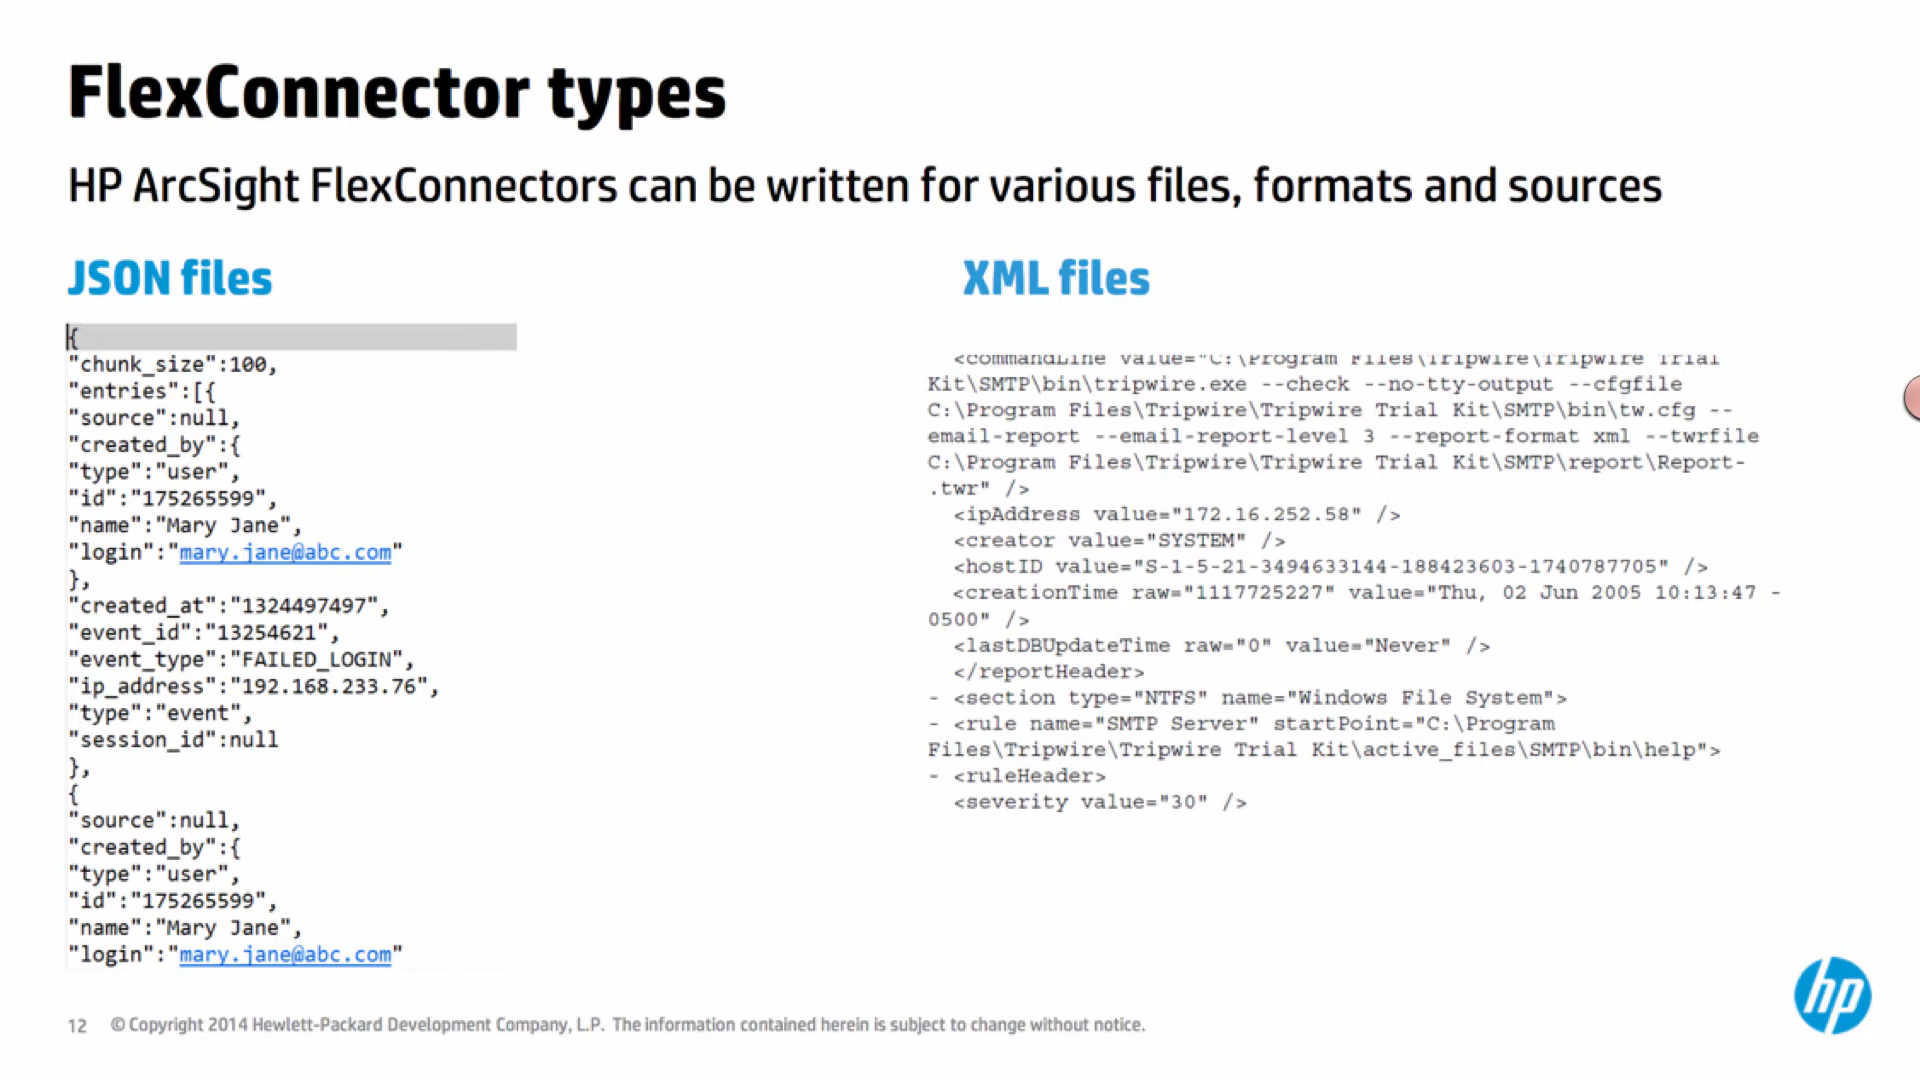 FlexConnector types
HP ArcSight FlexConnectors can be written for various files, formats and sources
JSON files
{
"chunk_size":100,
"entries":[{
"source":null,
"created_by":{
"type":"user",
"id":"175265599",
"name":"Mary Jane",
"login":"mary.jane@abc.com"
},
"created_at":"1324497497",
"event_id":"13254621",
"event_type":"FAILED_LOGIN",
"ip_address":"192.168.233.76",
"type":"event",
"session_id":null
},
{
"source":null,
"created_by":{
"type":"user",
"id":"175265599",
"name":"Mary Jane",
"login":"mary.jane@abc.com"
XML files
<commandLine value="C:\Program Files\Tripwire\Tripwire Trial
Kit\SMTP\bin\tripwire.exe --check --no-tty-output --cfgfile
C:\Program Files\Tripwire\Tripwire Trial Kit\SMTP\bin\tw.cfg --
email-report --email-report-level 3 --report-format xml --twrfile
C:\Program Files\Tripwire\Tripwire Trial Kit\SMTP\report\Report-
.twr" />
<ipAddress value="172.16.252.58" />
<creator value="SYSTEM" />
<hostID value="S-1-5-21-3494633144-188423603-1740787705" />
<creationTime raw="1117725227" value="Thu, 02 Jun 2005 10:13:47 -
0500" />
<lastDBUpdateTime raw="0" value="Never" />
</reportHeader>
- <section type="NTFS" name="Windows File System">
- <rule name="SMTP Server" startPoint="C:\Program
Files\Tripwire\Tripwire Trial Kit\active_files\SMTP\bin\help">
- <ruleHeader>
<severity value="30" />
12 © Copyright 2014 Hewlett-Packard Development Company, L.P. The information contained herein is subject to change without notice.
hp